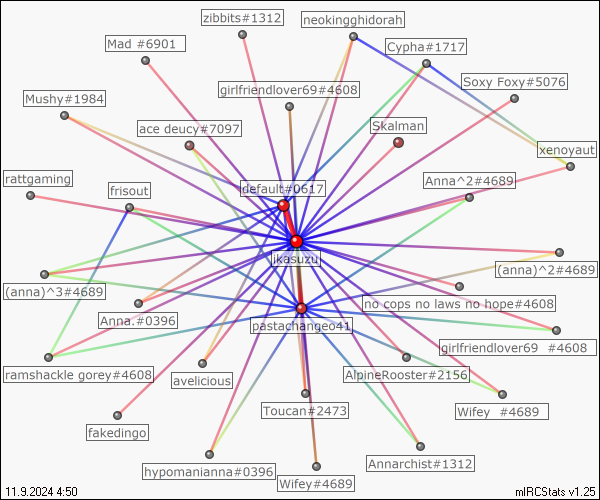 zibbits#1312
neokingghidorah
Mad #6901
Cypha#1717
girlfriendlover69#4608
Soxy Foxy#5076
Mushy#1984
ace deucy#7097
Skalman
xenoyaut
rattgaming
frisout
default#0617
Anna^2#4689
jkasuzu
(anna)^2#4689
(anna)^3#4689
Anna.#0396
no cops no laws no hope#4608
pastachangeo41
girlfriendlover69 #4608
ramshackle gorey#4608
avelicious
AlpineRooster#2156
Toucan#2473
Wifey #4689
fakedingo
hypomanianna#0396
Annarchist#1312
Wifey#4689
11.9.2024 4:50
mIRCStats v1.25